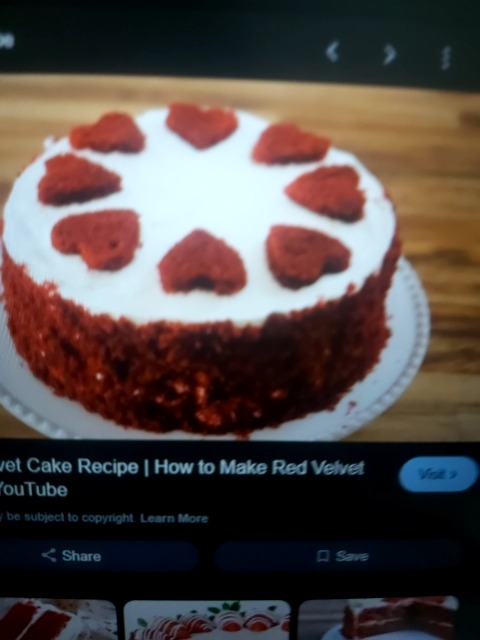 vet Cake Recipe | How to Make Red Velvet
YouTube
y be subject to copyright. Learn More
Visit >
Share
Save